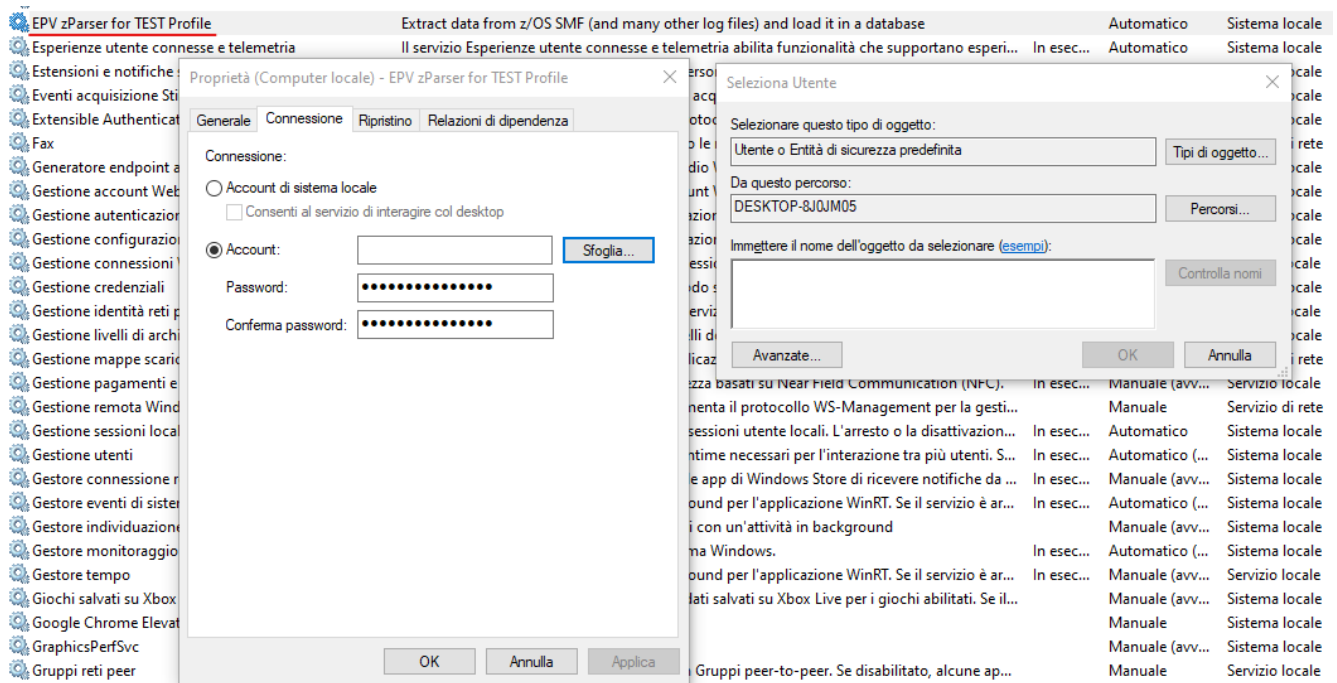 EPV zParser for TEST Profile Extract data from z/OS SMF (and many other log files) and load it in a database Automatico Sistema locale
Esperienze utente connesse e telemetria Il servizio Esperienze utente connesse e telemetria abilita funzionalità che supportano esperi... In esec... Automatico Sistema locale
Estensioni e notifiche
Eventi acquisizione Sti
Extensible Authenticat
Fax
Generatore endpoint a
Gestione account Web
Gestione autenticazion
Gestione configurazio
Gestione connessioni
Gestione credenziali
Gestione identità reti p
Gestione livelli di archi
Gestione mappe scaric
Gestione pagamenti e
Gestione remota Wind
Gestione sessioni local
Gestione utenti
Gestore connessione r
Gestore eventi di sister
Gestore individuazione
Gestore monitoraggio
Gestore tempo
Giochi salvati su Xbox
Google Chrome Elevat
GraphicsPerfSvc
Gruppi reti peer
Proprietà (Computer locale) - EPV zParser for TEST Profile
Generale Connessione Ripristino Relazioni di dipendenza
Connessione:
Account di sistema locale
Consenti al servizio di interagire col desktop
Account: Sfoglia...
Password: •••••••••••••••
Conferma password: •••••••••••••••
OK Annulla Applica
Seleziona Utente
Selezionare questo tipo di oggetto:
Utente o Entità di sicurezza predefinita Tipi di oggetto...
Da questo percorso:
DESKTOP-8J0JM05 Percorsi...
Immettere il nome dell'oggetto da selezionare (esempi):
Controlla nomi
Avanzate... OK Annulla
ezza basati su Near Field Communication (NFC). In esec... Manuale (avv... Servizio locale
menta il protocollo WS-Management per la gesti... Manuale Servizio di rete
sessioni utente locali. L'arresto o la disattivazion... In esec... Automatico Sistema locale
ntime necessari per l'interazione tra più utenti. S... In esec... Automatico (... Sistema locale
le app di Windows Store di ricevere notifiche da ... In esec... Manuale (avv... Sistema locale
ound per l'applicazione WinRT. Se il servizio è ar... In esec... Automatico (... Sistema locale
i con un'attività in background Manuale (avv... Sistema locale
ma Windows. In esec... Automatico (... Sistema locale
ound per l'applicazione WinRT. Se il servizio è ar... In esec... Manuale (avv... Servizio locale
dati salvati su Xbox Live per i giochi abilitati. Se il... Manuale (avv... Sistema locale
Manuale Sistema locale
Manuale (avv... Sistema locale
Gruppi peer-to-peer. Se disabilitato, alcune ap... Manuale Servizio locale